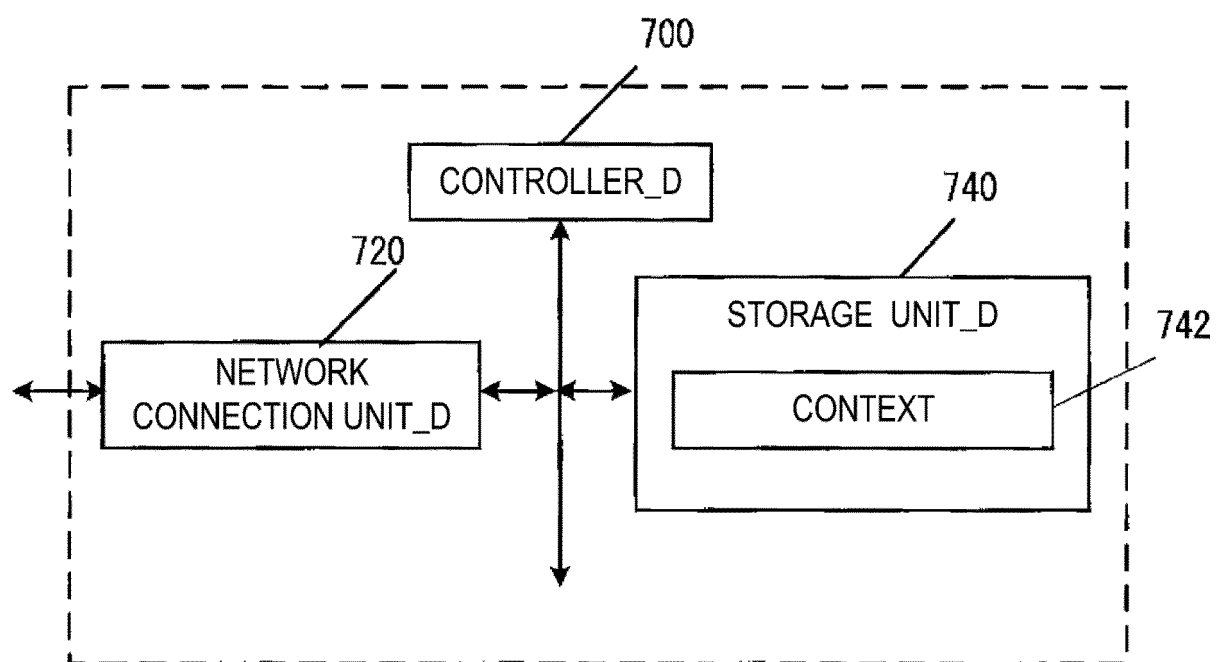 700
CONTROLLER_D
740
720
STORAGE UNIT_D
742
NETWORK
CONNECTION UNIT_D
CONTEXT